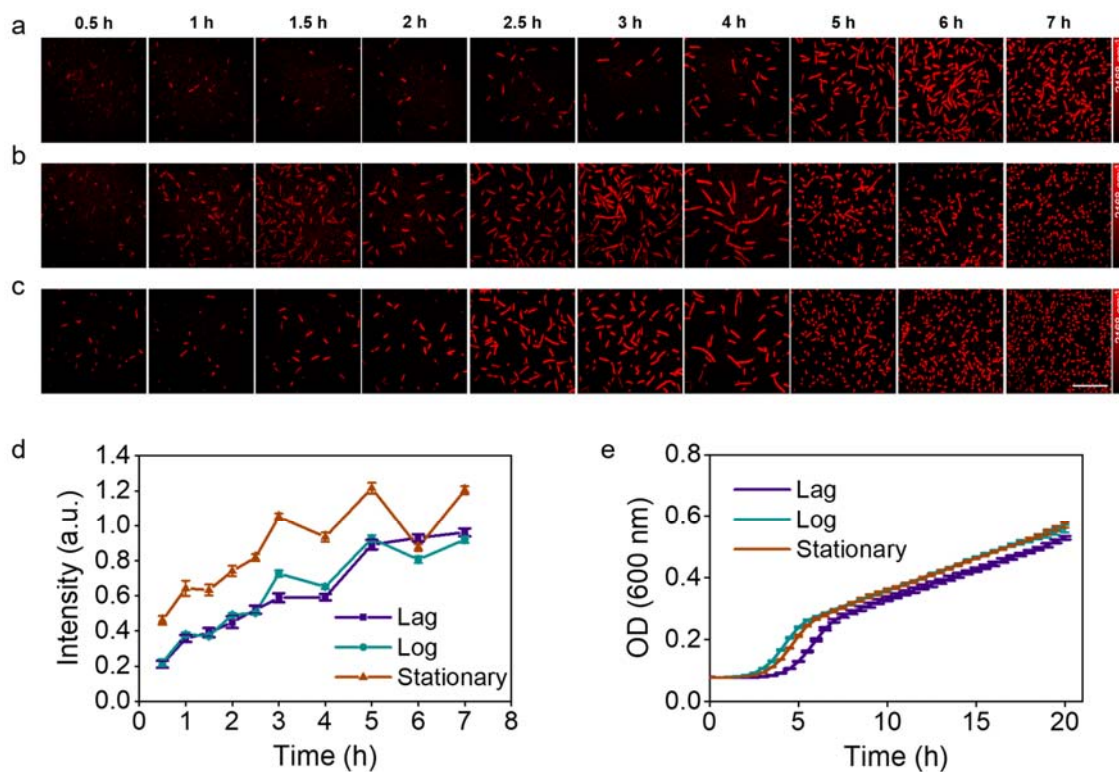 a
0.5 h 1 h 1.5 h 2 h 2.5 h 3 h 4 h 5 h 6 h 7 h
b
c
d
1.4
1.2
1.0
0.8
0.6
0.4
0.2
0.0
Intensity (a.u.)
Lag
Log
Stationary
0 1 2 3 4 5 6 7 8
Time (h)
e
0.8
0.6
0.4
0.2
0.0
OD (600 nm)
Lag
Log
Stationary
0 5 10 15 20
Time (h)